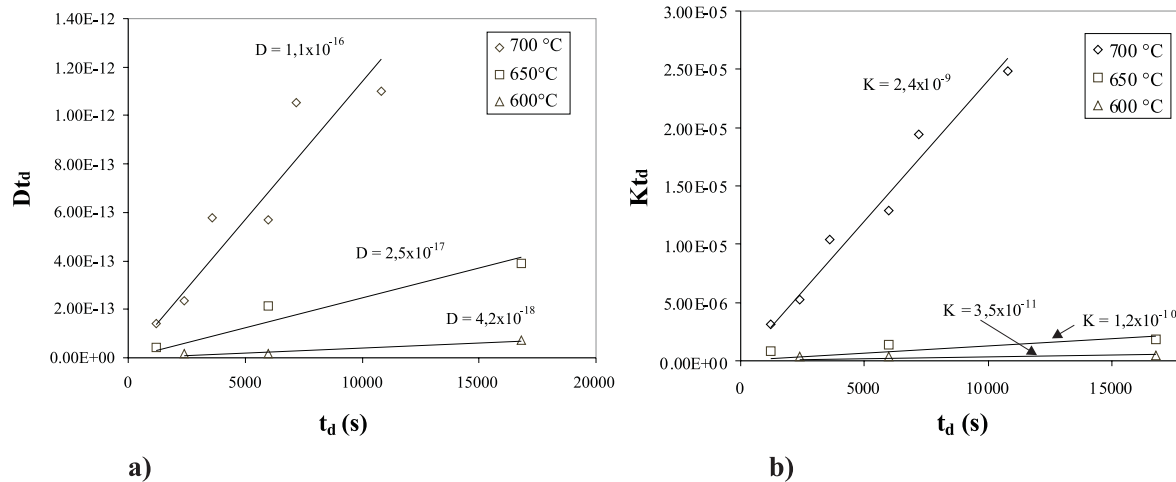 1.40E-12
1.20E-12
1.00E-12
8.00E-13
6.00E-13
4.00E-13
2.00E-13
0.00E+00
Dtd
D = 1,1x10-16
D = 2,5x10-17
D = 4,2x10-18
700 °C
650°C
600°C
0 5000 10000 15000 20000
td (s)
a)
3.00E-05
2.50E-05
2.00E-05
1.50E-05
1.00E-05
5.00E-06
0.00E+00
Ktd
K = 2,4x10-9
K = 3,5x10-11
K = 1,2x10-10
700 °C
650 °C
600 °C
0 5000 10000 15000
td (s)
b)